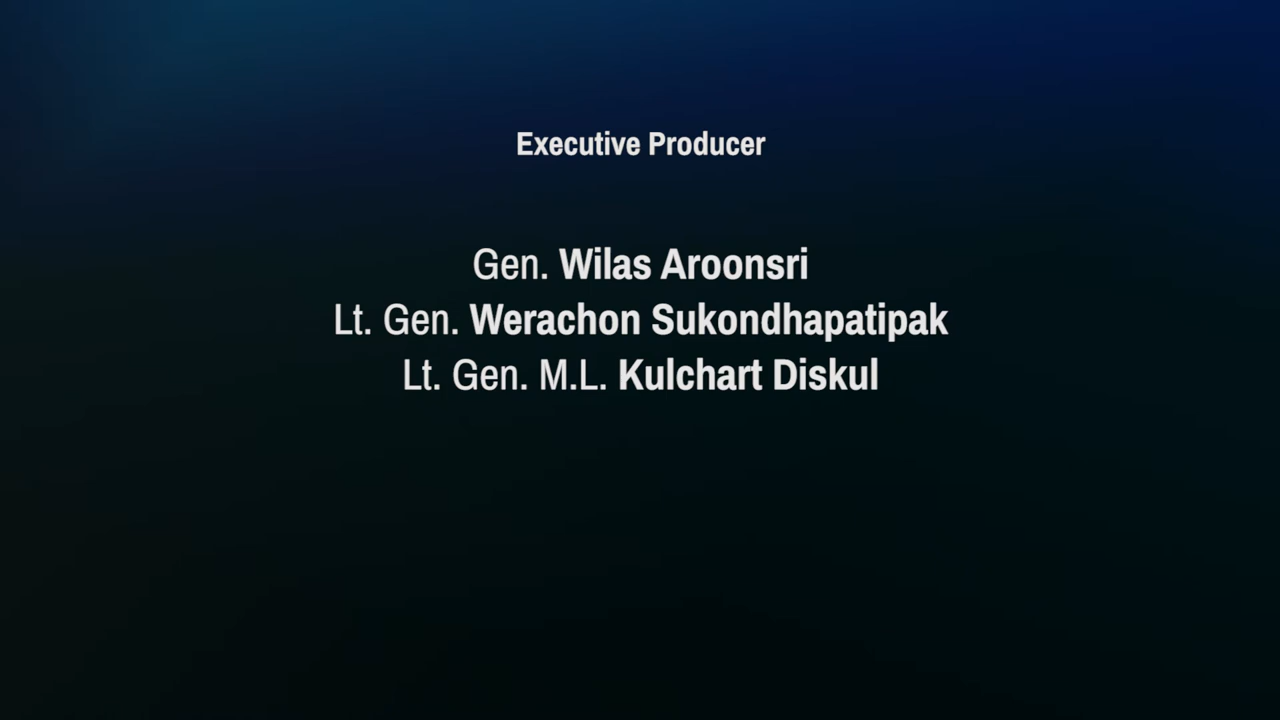 Executive Producer
Gen. Wilas Aroonsri
Lt. Gen. Werachon Sukondhapatipak
Lt. Gen. M.L. Kulchart Diskul